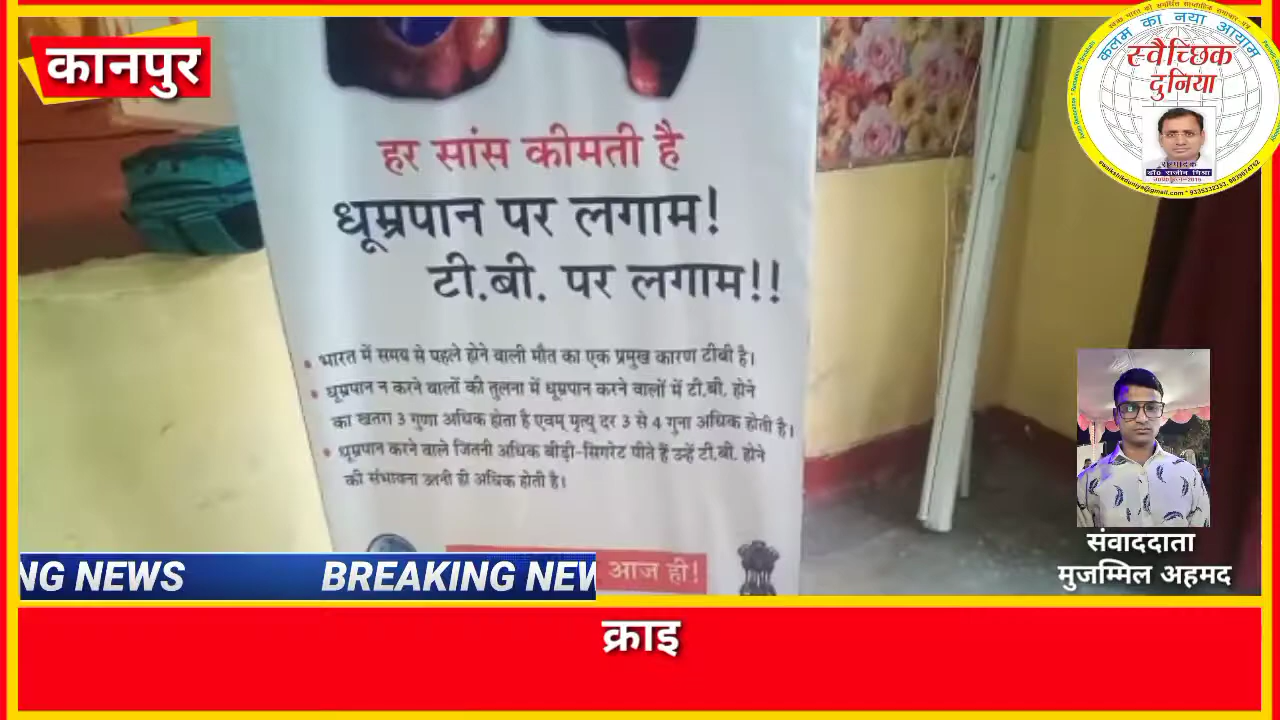 कानपुर
हर सांस कीमती है
धूम्रपान पर लगाम!
टी.बी. पर लगाम!!
• भारत में समय से पहले होने वाली मौत का एक प्रमुख कारण टीबी है।
• धूम्रपान न करने वालों की तुलना में धूम्रपान करने वालों में टी.बी. होने
का खतरा 3 गुणा अधिक होता है एवम् मृत्यु दर 3 से 4 गुना अधिक होती है।
• धूम्रपान करने वाले जितनी अधिक बीड़ी-सिगरेट पीते हैं उन्हें टी.बी. होने
की संभावना उतनी ही अधिक होती है।
आज ही!
NG NEWS BREAKING NEW
क्राइ
कलम का नया आयाम
स्वैच्छिक
दुनिया
संपादक
संवाददाता
मुजम्मिल अहमद